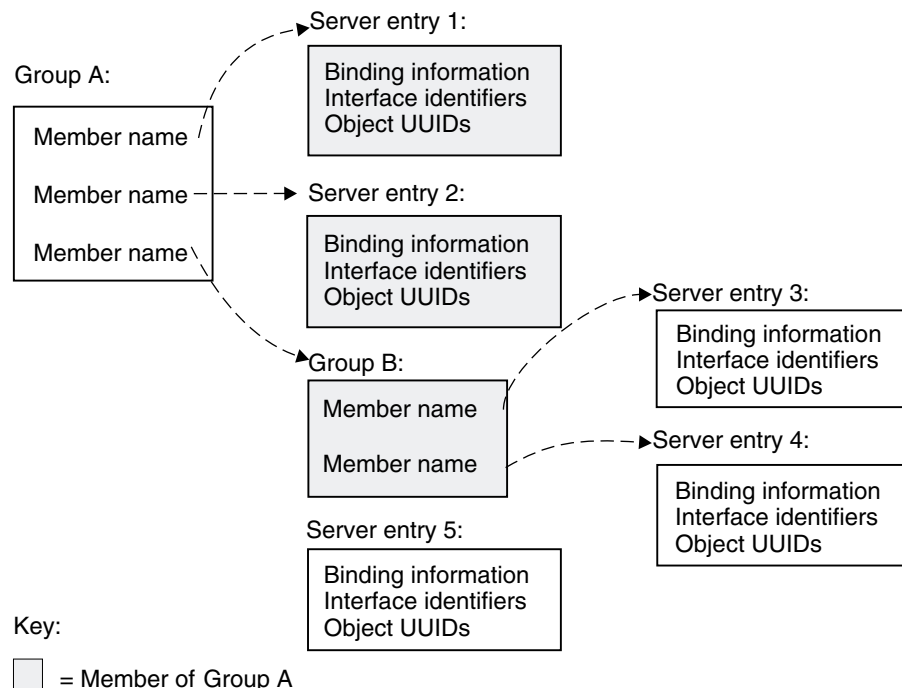 Server entry 1:
Group A:
Binding information
Interface identifiers
Object UUIDs
Member name
Member name
Member name
Server entry 2:
Binding information
Interface identifiers
Object UUIDs
Server entry 3:
Binding information
Interface identifiers
Object UUIDs
Group B:
Member name
Member name
Server entry 4:
Binding information
Interface identifiers
Object UUIDs
Server entry 5:
Binding information
Interface identifiers
Object UUIDs
Key:
= Member of Group A